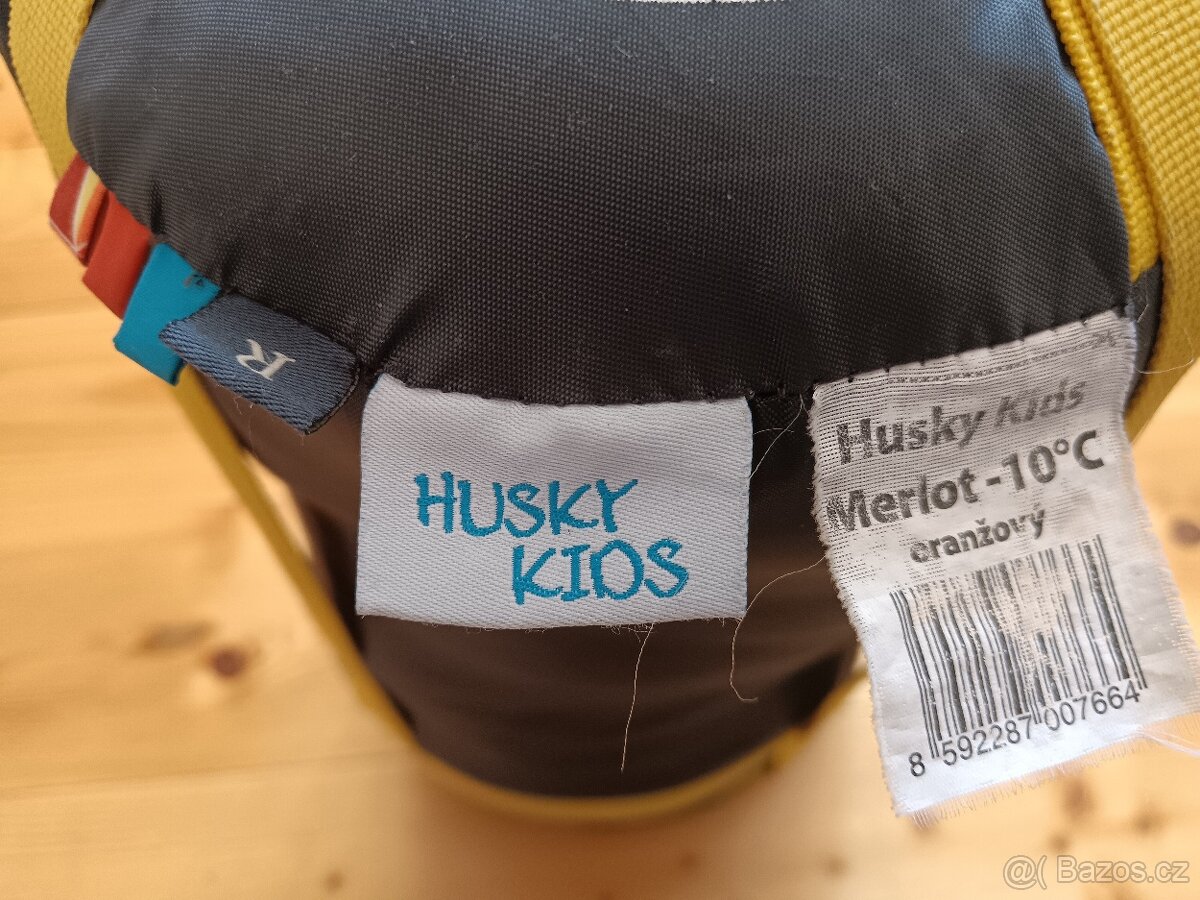 R
HUSKY
KIDS
Husky Kids
Merlot -10°C
oranžový
8 592287 007664
@( Bazos.cz